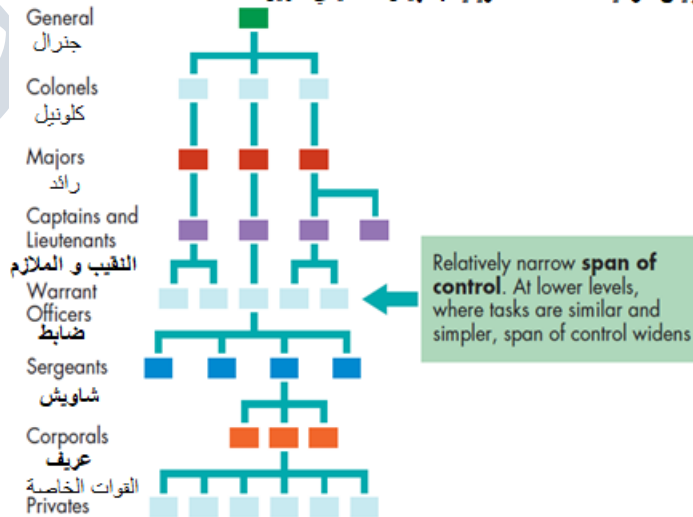 General
جنرال
Colonels
كلونيل
Majors
رائد
Captains and
Lieutenants
النقيب و الملازم
Warrant
Officers
ضابط
Sergeants
شاويش
Corporals
عريف
القوات الخاصة
Privates
Relatively narrow span of
control. At lower levels,
where tasks are similar and
simpler, span of control widens